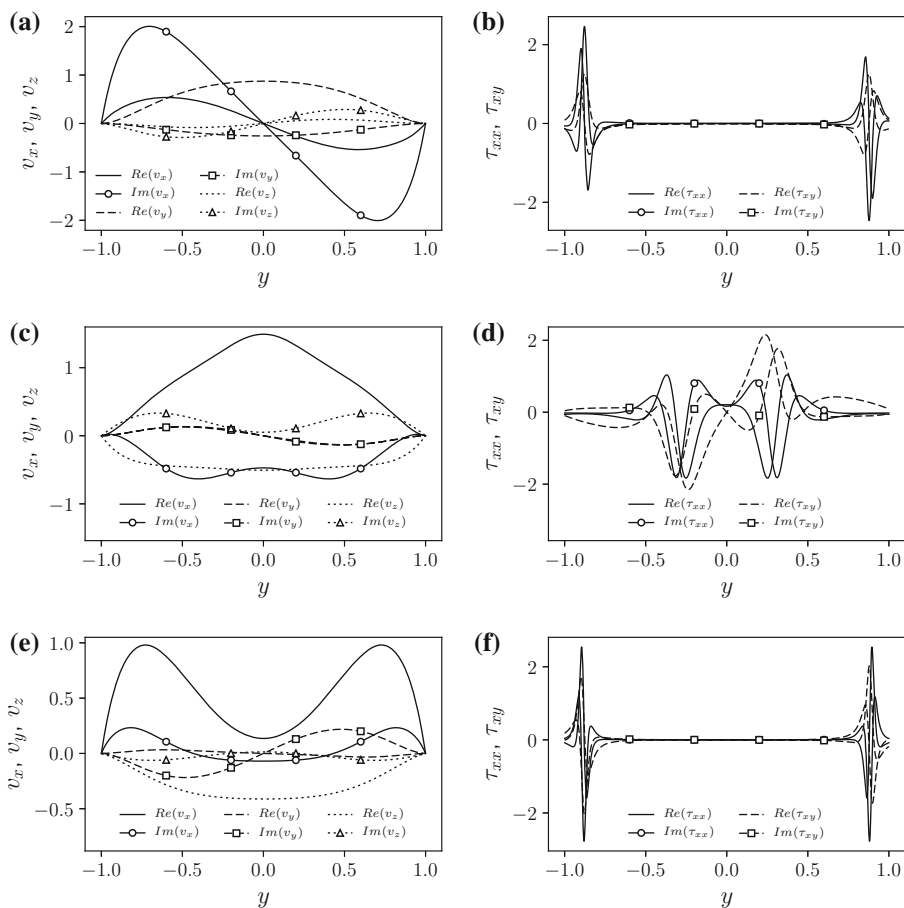 (a)
2
1
0
−1
−2
v_x, v_y, v_z
Re(v_x)
Im(v_x)
Re(v_y)
Im(v_y)
Re(v_z)
Im(v_z)
−1.0 −0.5 0.0 0.5 1.0
y
(b)
2
0
−2
τ_xx, τ_xy
Re(τ_xx)
Im(τ_xx)
Re(τ_xy)
Im(τ_xy)
−1.0 −0.5 0.0 0.5 1.0
y
(c)
1
0
−1
v_x, v_y, v_z
Re(v_x)
Im(v_x)
Re(v_y)
Im(v_y)
Re(v_z)
Im(v_z)
−1.0 −0.5 0.0 0.5 1.0
y
(d)
2
0
−2
τ_xx, τ_xy
Re(τ_xx)
Im(τ_xx)
Re(τ_xy)
Im(τ_xy)
−1.0 −0.5 0.0 0.5 1.0
y
(e)
1.0
0.5
0.0
−0.5
v_x, v_y, v_z
Re(v_x)
Im(v_x)
Re(v_y)
Im(v_y)
Re(v_z)
Im(v_z)
−1.0 −0.5 0.0 0.5 1.0
y
(f)
2
0
−2
τ_xx, τ_xy
Re(τ_xx)
Im(τ_xx)
Re(τ_xy)
Im(τ_xy)
−1.0 −0.5 0.0 0.5 1.0
y